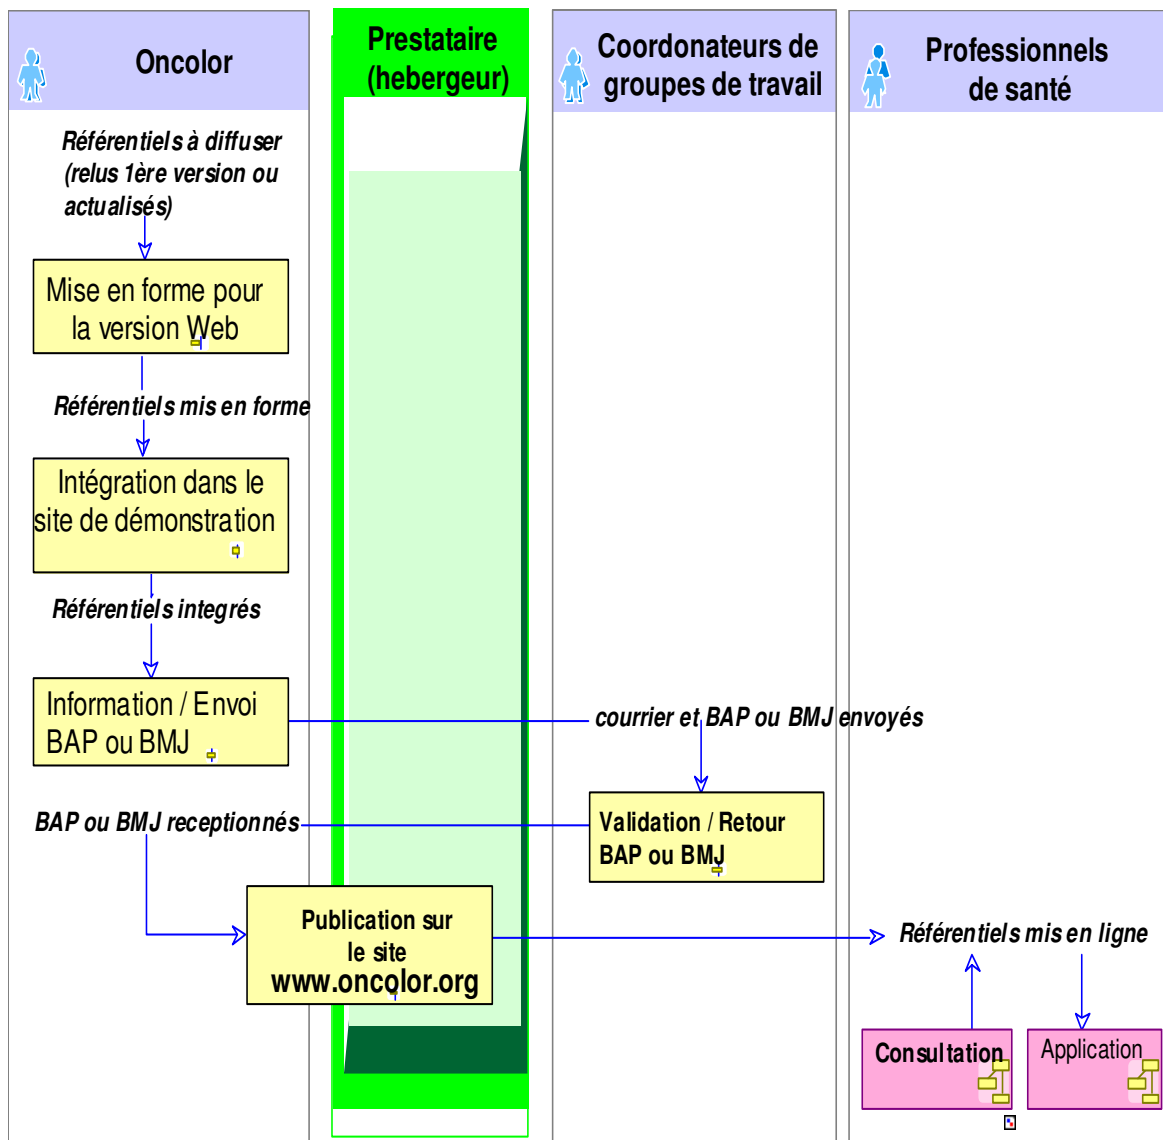 Oncolor
Prestataire
(hebergeur)
Coordonateurs de
groupes de travail
Professionnels
de santé
Référentiels à diffuser
(relus 1ère version ou
actualisés)
Mise en forme pour
la version Web
Référentiels mis en forme
Intégration dans le
site de démonstration
Référentiels integrés
Information / Envoi
BAP ou BMJ
courrier et BAP ou BMJ envoyés
Validation / Retour
BAP ou BMJ
BAP ou BMJ receptionnés
Publication sur
le site
www.oncolor.org
Référentiels mis en ligne
Consultation
Application